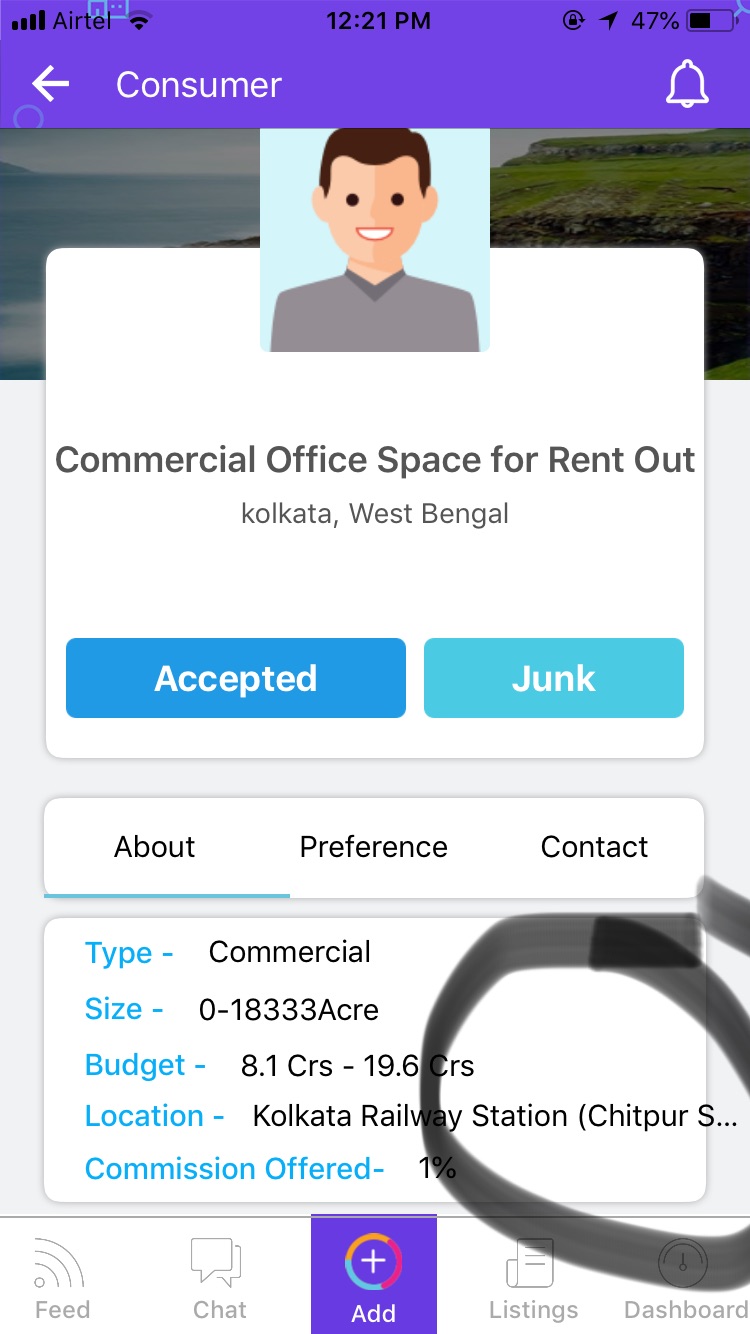 Airtel 12:21 PM 47%
Consumer
Commercial Office Space for Rent Out
kolkata, West Bengal
Accepted Junk
About Preference Contact
Type - Commercial
Size - 0-18333Acre
Budget - 8.1 Crs - 19.6 Crs
Location - Kolkata Railway Station (Chitpur S...
Commission Offered- 1%
Feed Chat Add Listings Dashboard